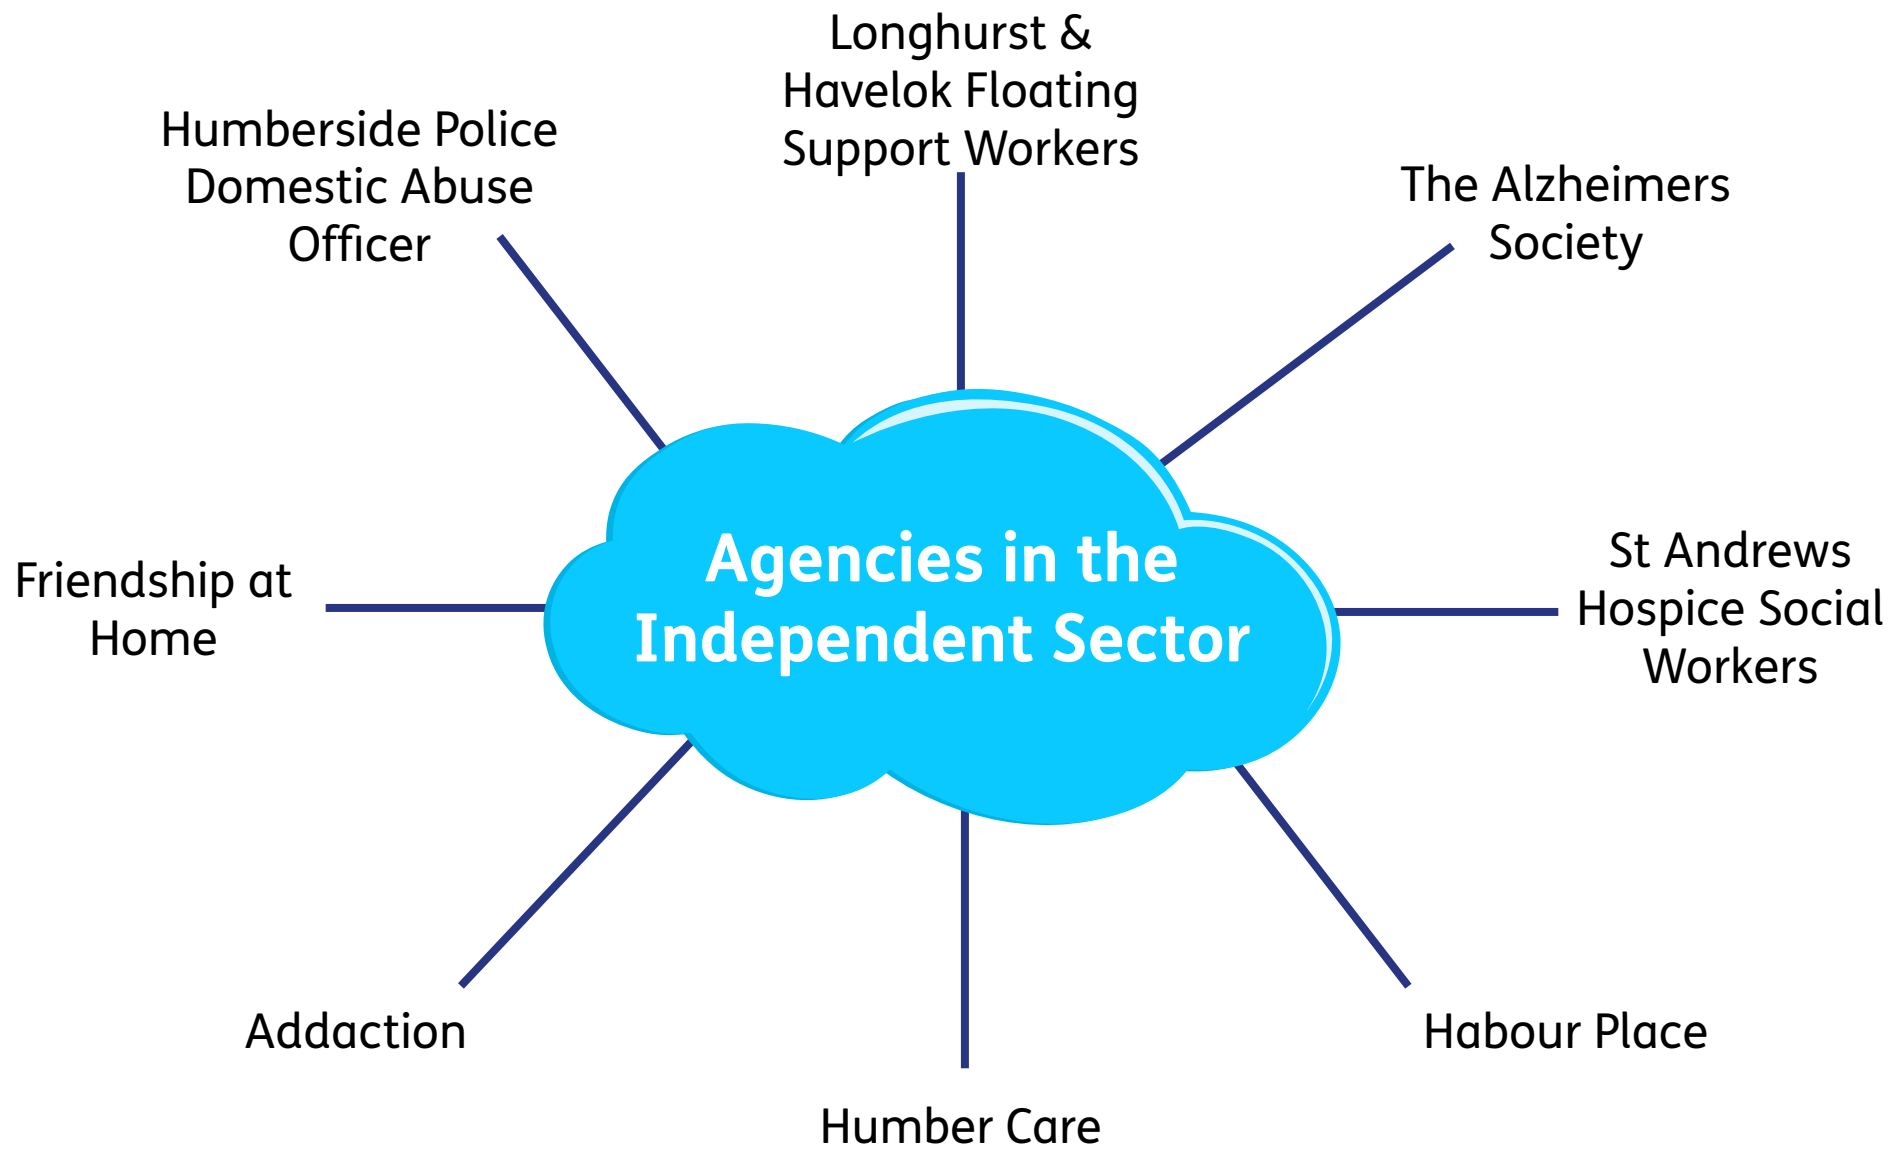 Longhurst &
Havelok Floating
Support Workers
Humberside Police
Domestic Abuse
Officer
The Alzheimers
Society
Agencies in the
Independent Sector
Friendship at
Home
St Andrews
Hospice Social
Workers
Addaction
Habour Place
Humber Care